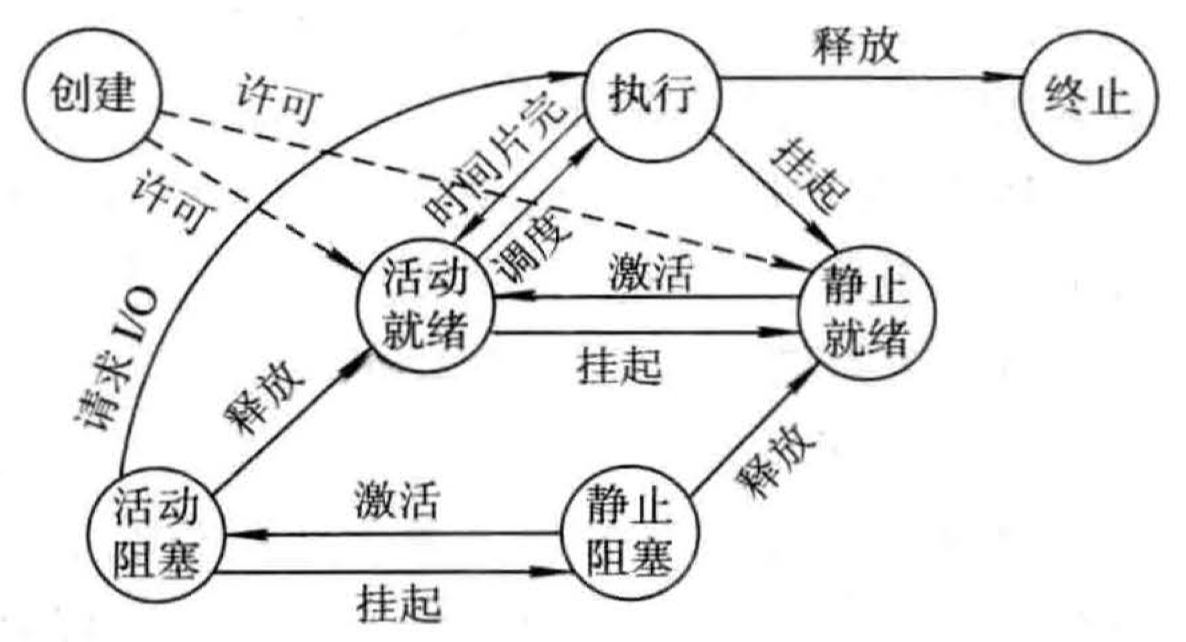 创建
许可
许可
执行
释放
终止
时间片完
调度
挂起
请求 I/O
活动
就绪
激活
挂起
静止
就绪
释放
释放
活动
阻塞
激活
挂起
静止
阻塞